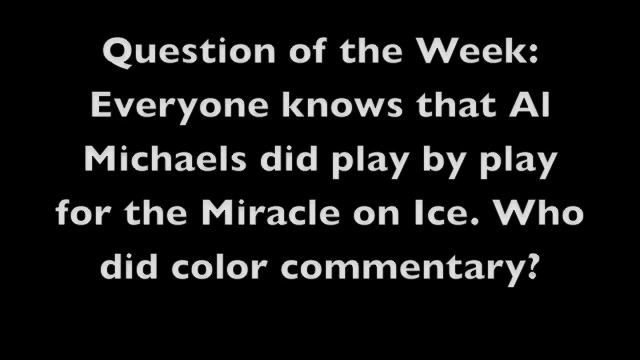 Question of the Week:
Everyone knows that Al
Michaels did play by play
for the Miracle on Ice. Who
did color commentary?